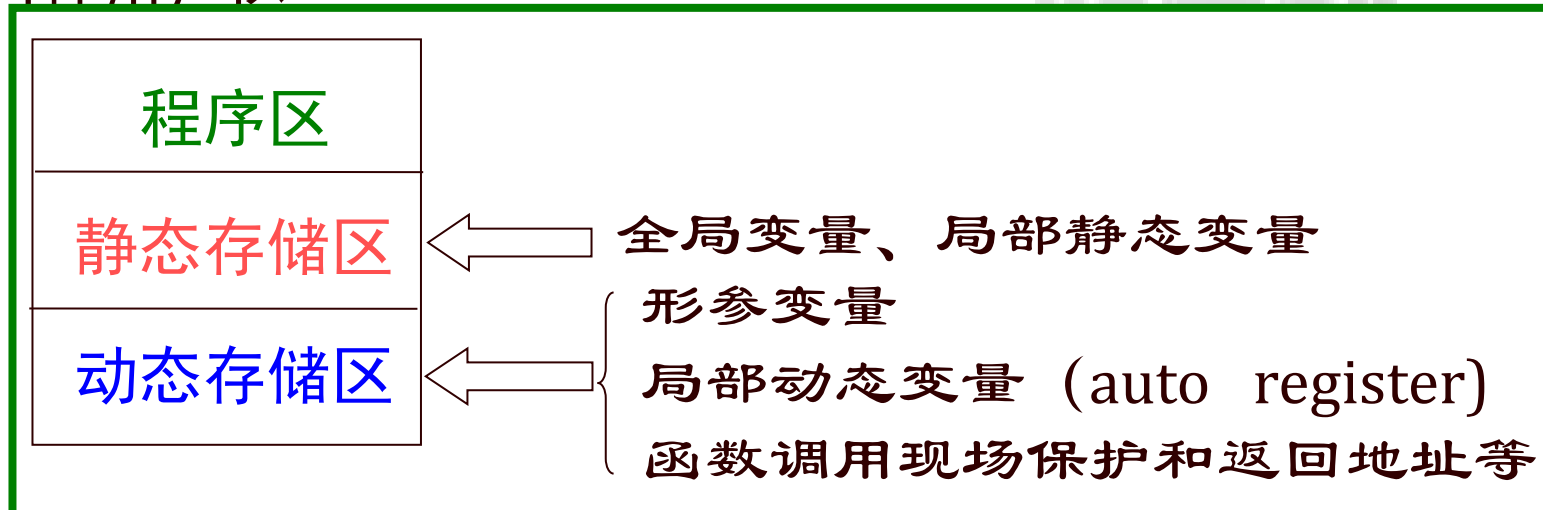 程序区
静态存储区
全局变量、局部静态变量
形参变量
动态存储区
局部动态变量（auto register)
函数调用现场保护和返回地址等